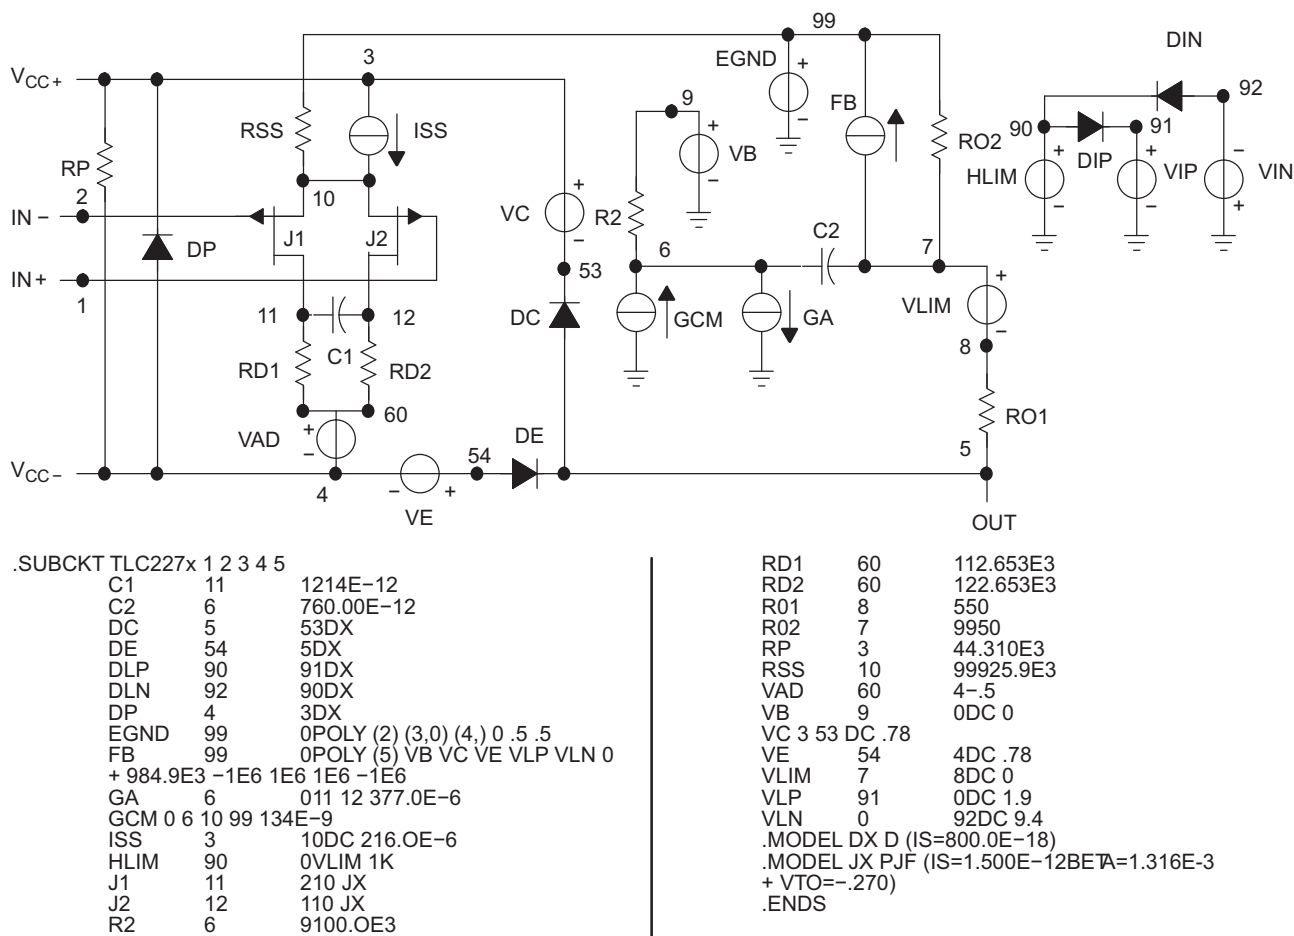 99
DIN
3
EGND
+
−
VCC+
9
FB
92
RSS
ISS
+
VB
−
RO2
90
91
DIP
RP
10
HLIM
+
−
+
VIP
−
−
VIN
+
2
IN −
VC
+
−
R2
C2
J1
J2
DP
6
7
IN +
1
53
GCM
GA
VLIM
+
−
11
12
DC
8
C1
RD1
RD2
RO1
60
VAD
+
−
DE
54
5
VCC−
4
−
+
VE
OUT
.SUBCKT TLC227x 1 2 3 4 5
C1 11 1214E−12
C2 6 760.00E−12
DC 5 53DX
DE 54 5DX
DLP 90 91DX
DLN 92 90DX
DP 4 3DX
EGND 99 0POLY (2) (3,0) (4,) 0 .5 .5
FB 99 0POLY (5) VB VC VE VLP VLN 0
+ 984.9E3 −1E6 1E6 1E6 −1E6
GA 6 011 12 377.0E−6
GCM 0 6 10 99 134E−9
ISS 3 10DC 216.OE−6
HLIM 90 0VLIM 1K
J1 11 210 JX
J2 12 110 JX
R2 6 9100.OE3
RD1 60 112.653E3
RD2 60 122.653E3
R01 8 550
R02 7 9950
RP 3 44.310E3
RSS 10 99925.9E3
VAD 60 4−.5
VB 9 0DC 0
VC 3 53 DC .78
VE 54 4DC .78
VLIM 7 8DC 0
VLP 91 0DC 1.9
VLN 0 92DC 9.4
.MODEL DX D (IS=800.0E−18)
.MODEL JX PJF (IS=1.500E−12BETA=1.316E-3
+ VTO=−.270)
.ENDS